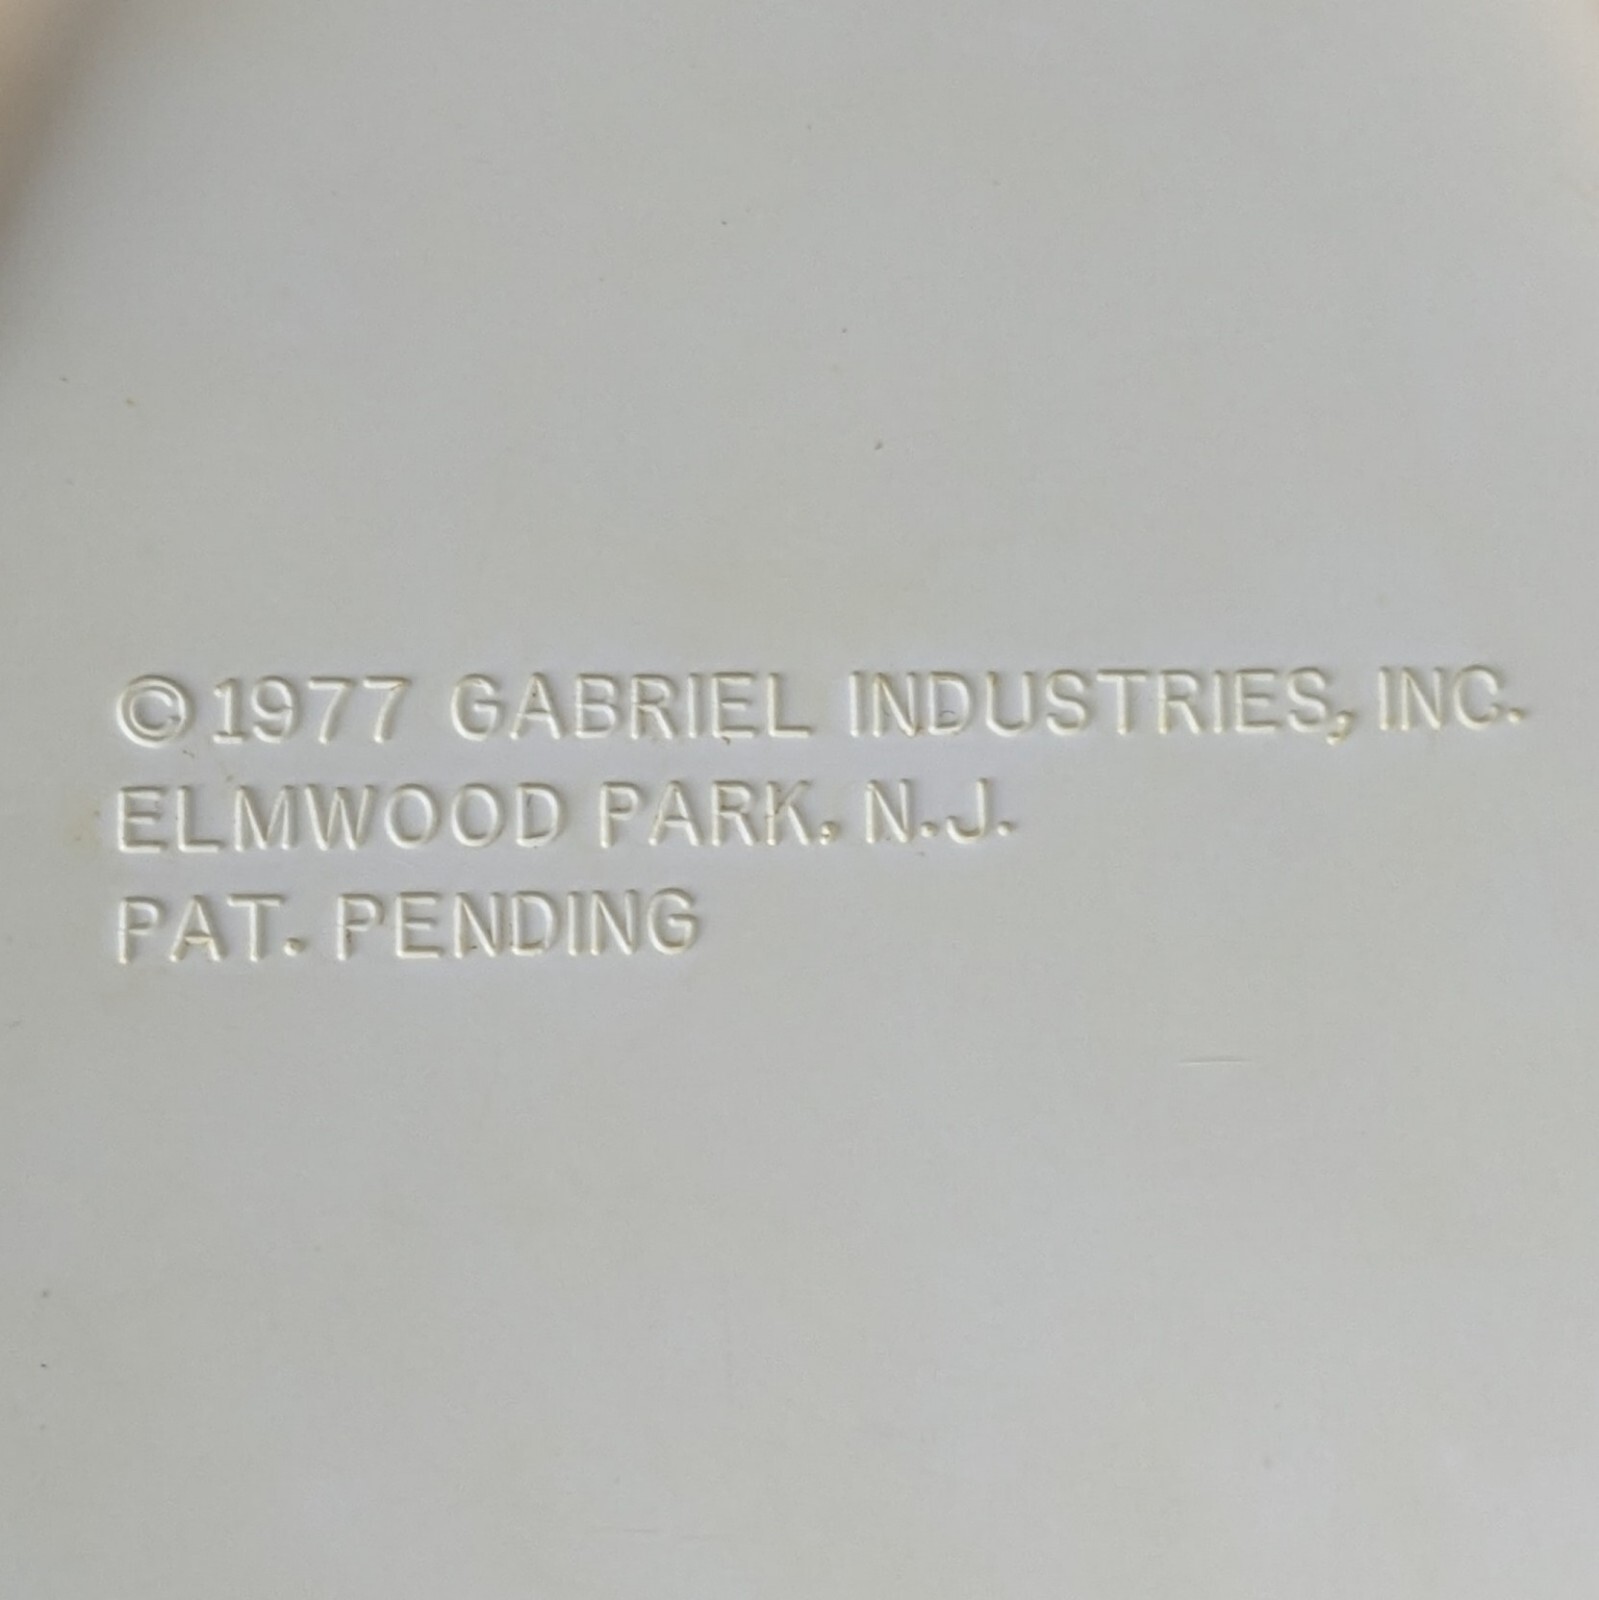 ©1977 GABRIEL INDUSTRIES, INC.
ELMWOOD PARK, N.J.
PAT. PENDING